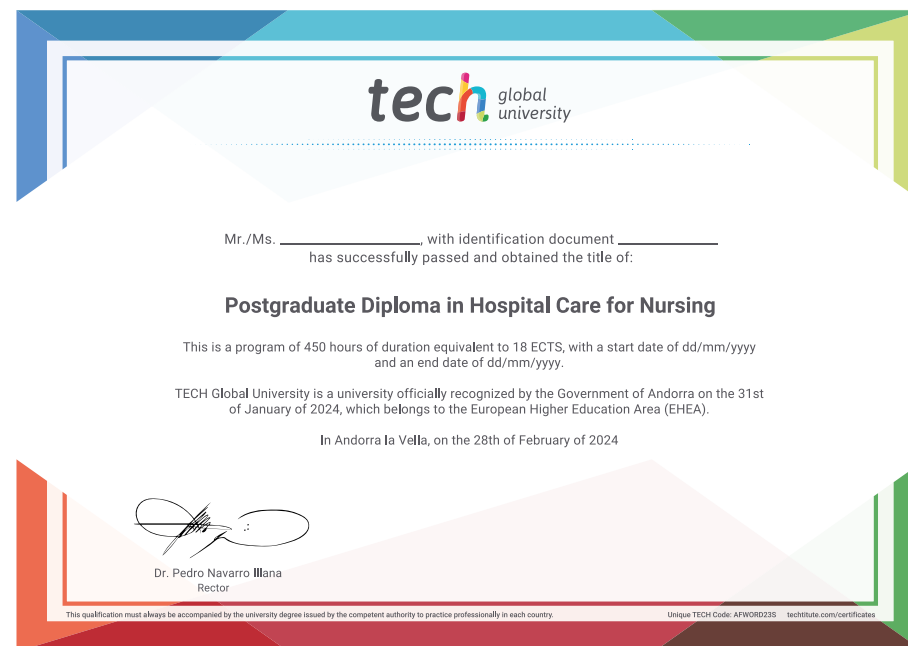 tech global
university
Mr./Ms. ____________________, with identification document ______________
has successfully passed and obtained the title of:
Postgraduate Diploma in Hospital Care for Nursing
This is a program of 450 hours of duration equivalent to 18 ECTS, with a start date of dd/mm/yyyy
and an end date of dd/mm/yyyy.
TECH Global University is a university officially recognized by the Government of Andorra on the 31st
of January of 2024, which belongs to the European Higher Education Area (EHEA).
In Andorra la Vella, on the 28th of February of 2024
Dr. Pedro Navarro Illana
Rector
This qualification must always be accompanied by the university degree issued by the competent authority to practice professionally in each country. Unique TECH Code: AFWORD23S techtitute.com/certificates